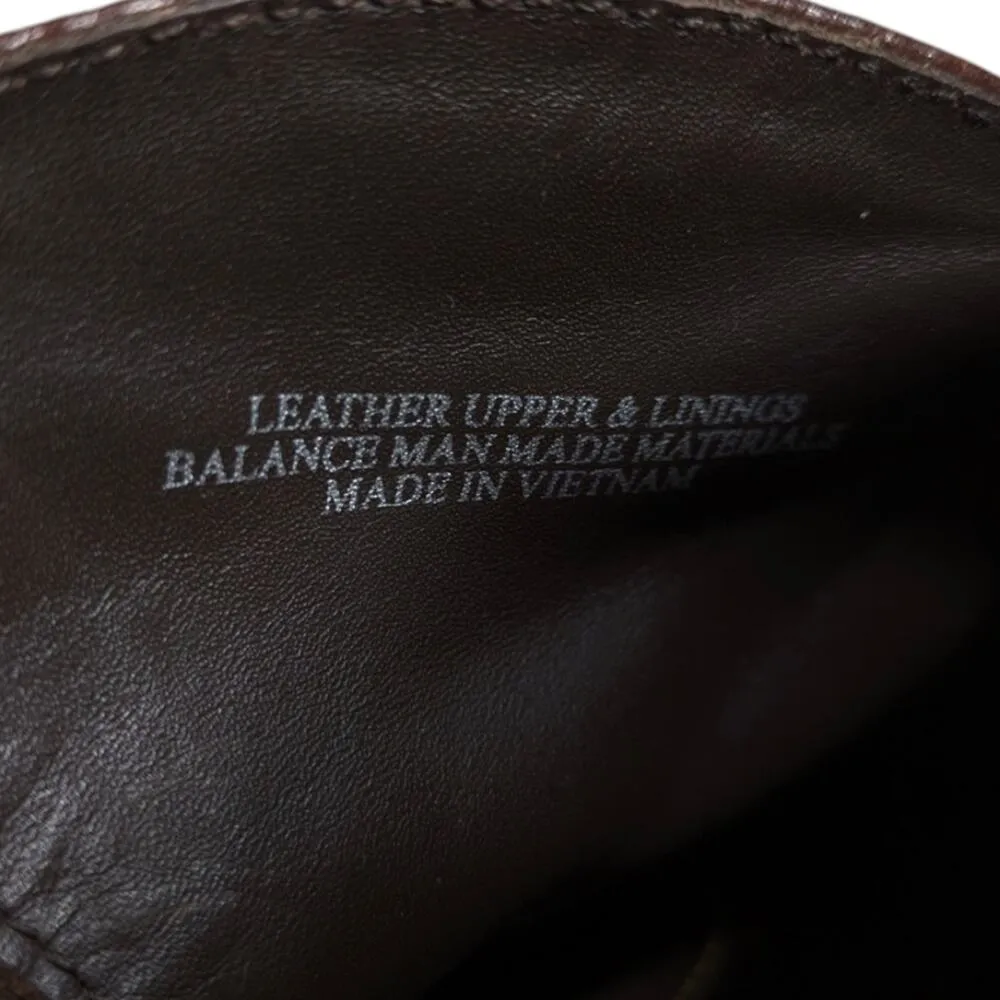 LEATHER UPPER & LININGS
BALANCE MAN MADE MATERIALS
MADE IN VIETNAM